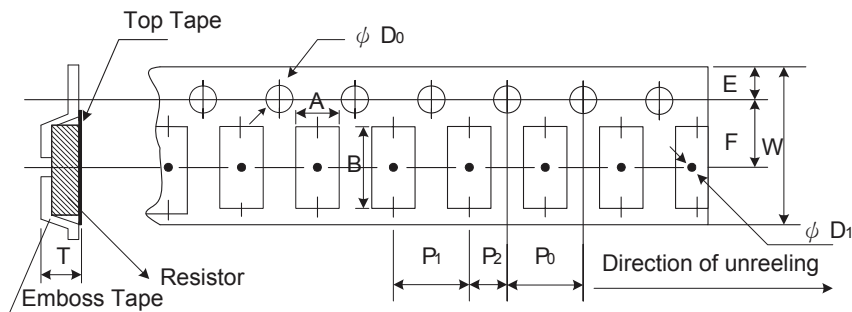 Top Tape
ψ D0
A
E
B
F
W
ψ D1
T
P1
P2
P0
Resistor
Direction of unreeling
Emboss Tape